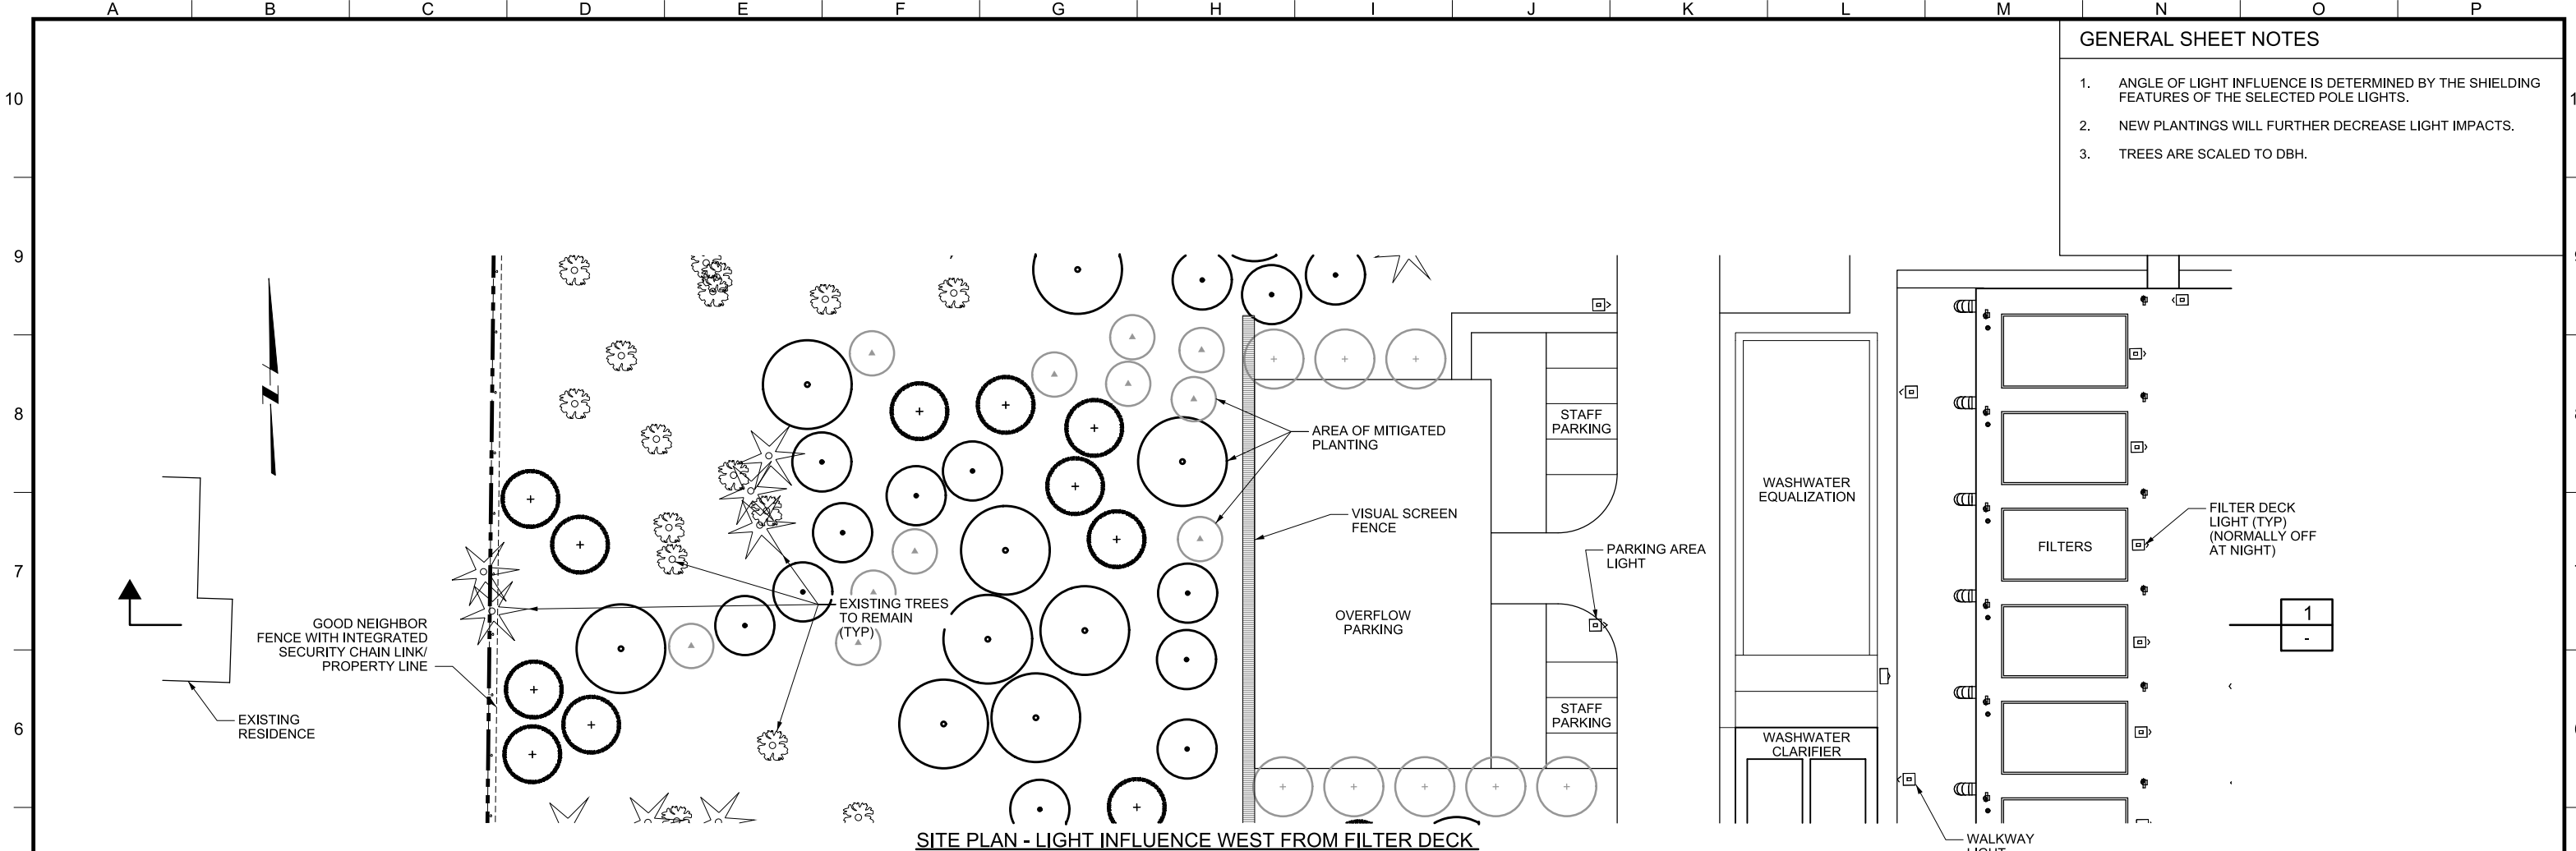 A B C D E F G H I J K L M N O P
GENERAL SHEET NOTES
10
1. ANGLE OF LIGHT INFLUENCE IS DETERMINED BY THE SHIELDING
FEATURES OF THE SELECTED POLE LIGHTS.
2. NEW PLANTINGS WILL FURTHER DECREASE LIGHT IMPACTS.
3. TREES ARE SCALED TO DBH.
9
8
STAFF
PARKING
AREA OF MITIGATED
PLANTING
WASHWATER
EQUALIZATION
VISUAL SCREEN
FENCE
FILTER DECK
LIGHT (TYP)
(NORMALLY OFF
AT NIGHT)
FILTERS
7
PARKING AREA
LIGHT
EXISTING TREES
TO REMAIN
(TYP)
OVERFLOW
PARKING
1
-
GOOD NEIGHBOR
FENCE WITH INTEGRATED
SECURITY CHAIN LINK/
PROPERTY LINE
6
EXISTING
RESIDENCE
STAFF
PARKING
WASHWATER
CLARIFIER
SITE PLAN - LIGHT INFLUENCE WEST FROM FILTER DECK
WALKWAY